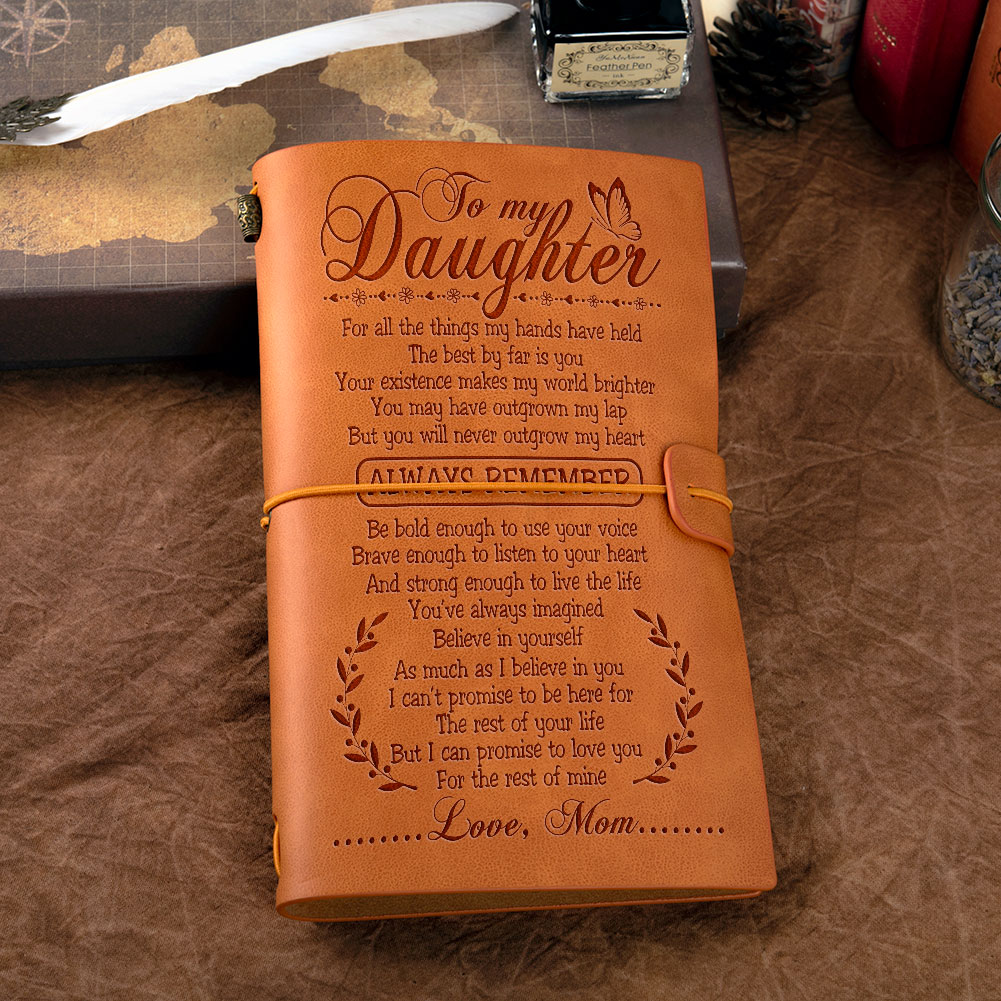 Feather Pen
ink
To my
Daughter
For all the things my hands have held
The best by far is you
Your existence makes my world brighter
You may have outgrown my lap
But you will never outgrow my heart
ALWAYS REMEMBER
Be bold enough to use your voice
Brave enough to listen to your heart
And strong enough to live the life
You've always imagined
Believe in yourself
As much as I believe in you
I can't promise to be here for
The rest of your life
But I can promise to love you
For the rest of mine
........Love, Mom........